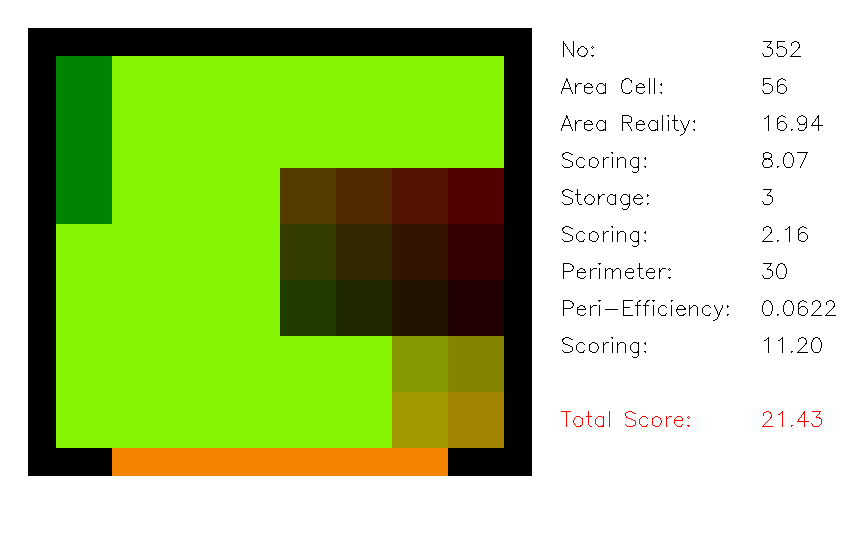 No: 352
Area Cell: 56
Area Reality: 16.94
Scoring: 8.07
Storage: 3
Scoring: 2.16
Perimeter: 30
Peri-Efficiency: 0.0622
Scoring: 11.20
Total Score: 21.43